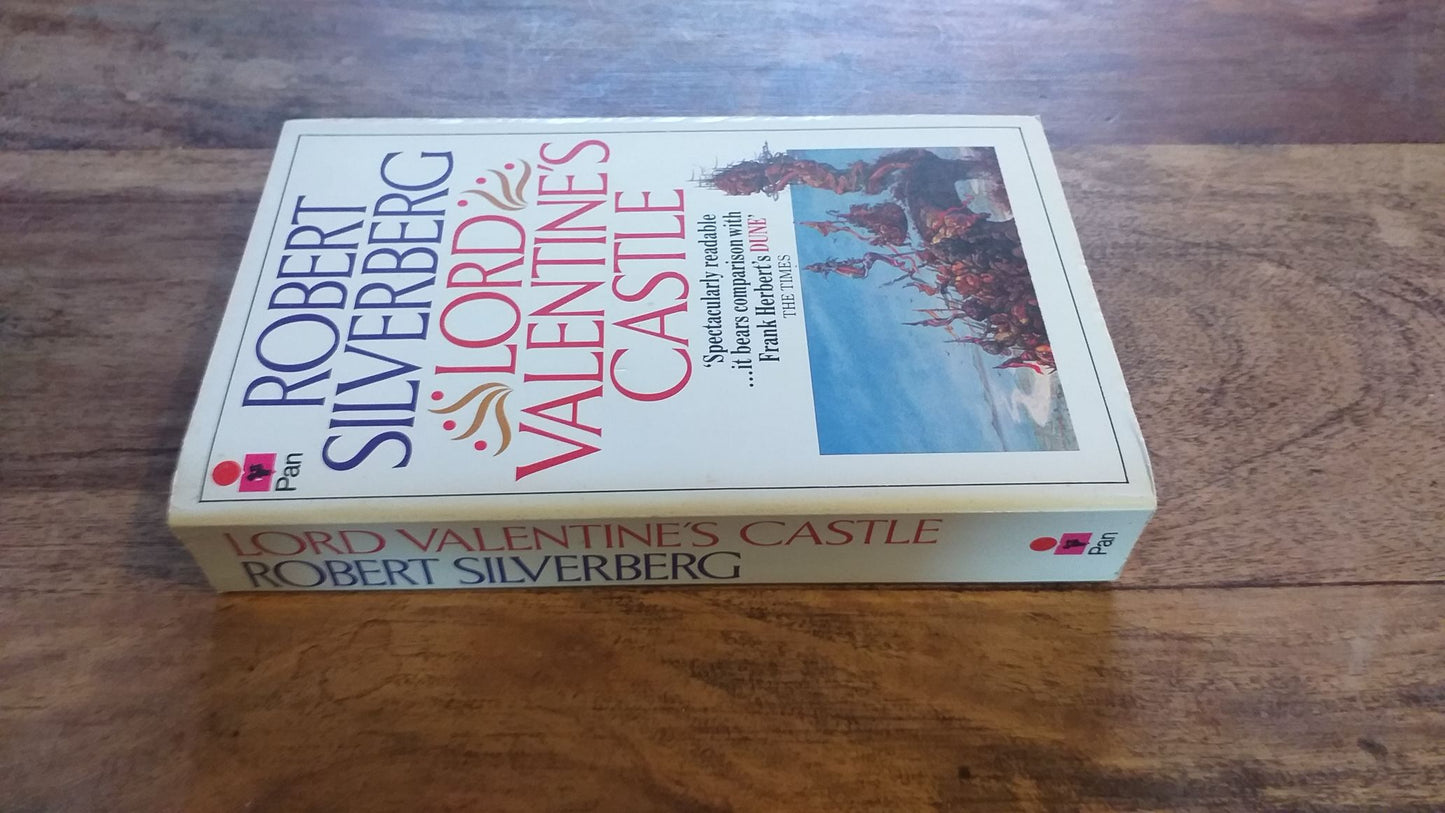 Pan
ROBERT
SILVERBERG
LORD
VALENTINE'S
CASTLE
'Spectacularly readable
...it bears comparison with
Frank Herbert's DUNE'
THE TIMES
LORD VALENTINE'S CASTLE
ROBERT SILVERBERG
Pan